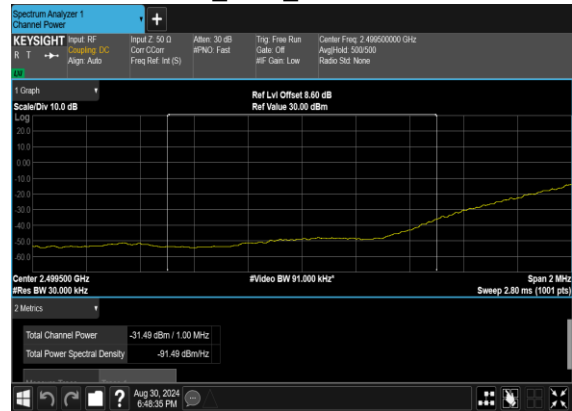 Spectrum Analyzer 1
Channel Power
+
KEYSIGHT
R T
LU
Input: RF
Coupling: DC
Align: Auto
Input Z: 50 Ω
Corr CCorr
Freq Ref: Int (S)
Atten: 30 dB
#PNO: Fast
Trig: Free Run
Gate: Off
#IF Gain: Low
Center Freq: 2.499500000 GHz
Avg|Hold: 500/500
Radio Std: None
1 Graph
Scale/Div 10.0 dB
Ref Lvl Offset 8.60 dB
Ref Value 30.00 dBm
Log
20.0
10.0
0.00
-10.0
-20.0
-30.0
-40.0
-50.0
-60.0
Center 2.499500 GHz
#Res BW 30.000 kHz
#Video BW 91.000 kHz*
Span 2 MHz
Sweep 2.80 ms (1001 pts)
2 Metrics
Total Channel Power -31.49 dBm / 1.00 MHz
Total Power Spectral Density -91.49 dBm/Hz
?
Aug 30, 2024
6:48:35 PM